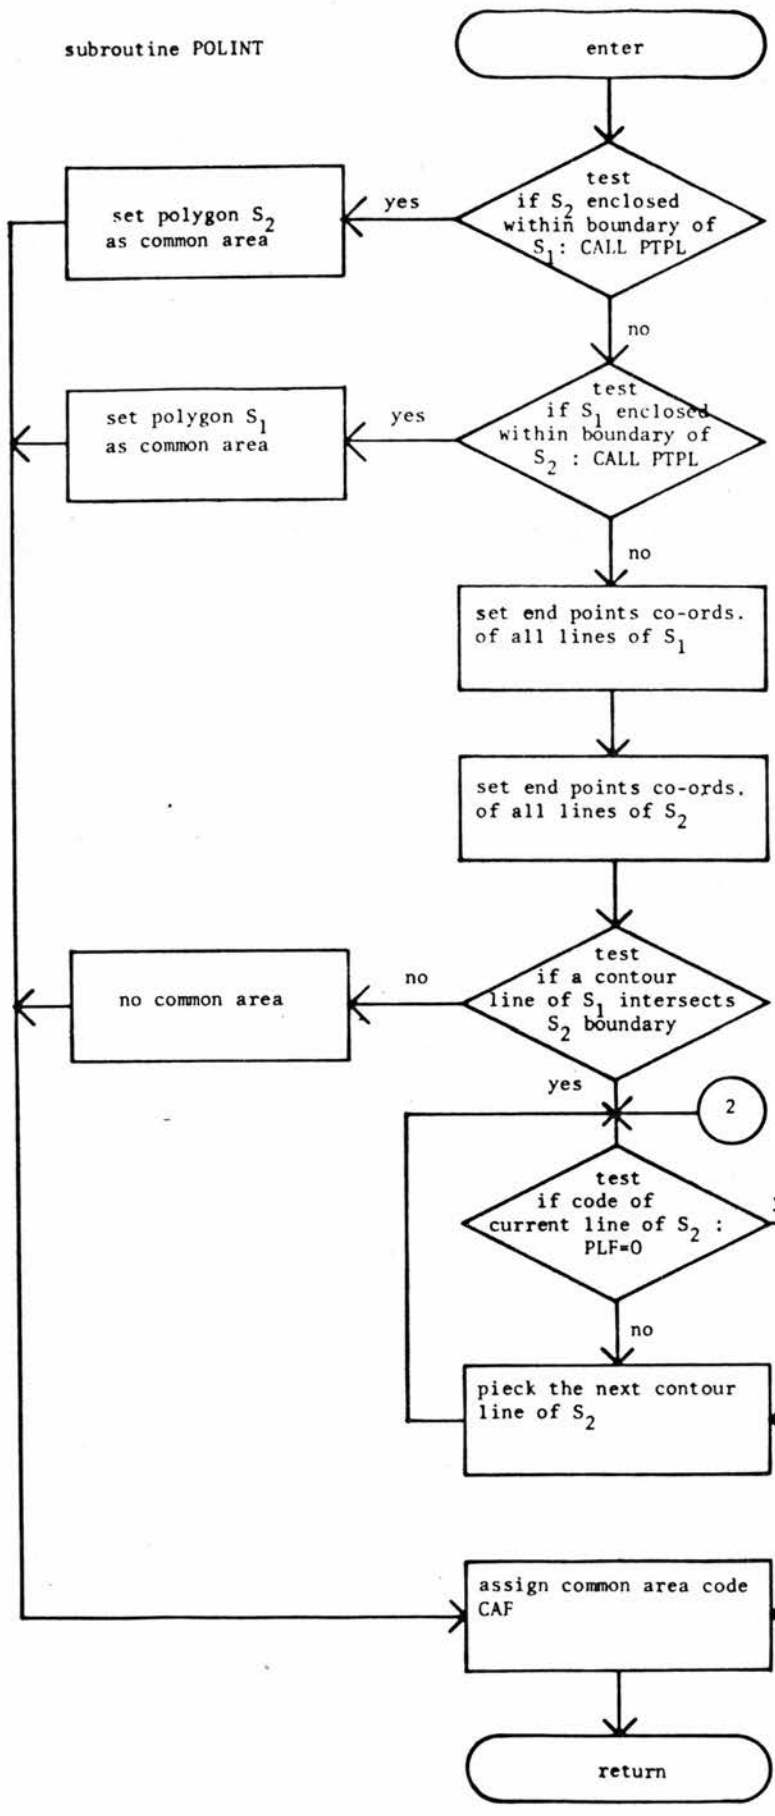 subroutine POLINT
enter
test
if S2 enclosed
within boundary of
S1: CALL PTPL
yes
set polygon S2
as common area
no
test
if S1 enclosed
within boundary of
S2 : CALL PTPL
yes
set polygon S1
as common area
no
set end points co-ords.
of all lines of S1
set end points co-ords.
of all lines of S2
test
if a contour
line of S1 intersects
S2 boundary
no
no common area
yes
2
test
if code of
current line of S2 :
PLF=0
no
pieck the next contour
line of S2
assign common area code
CAF
return